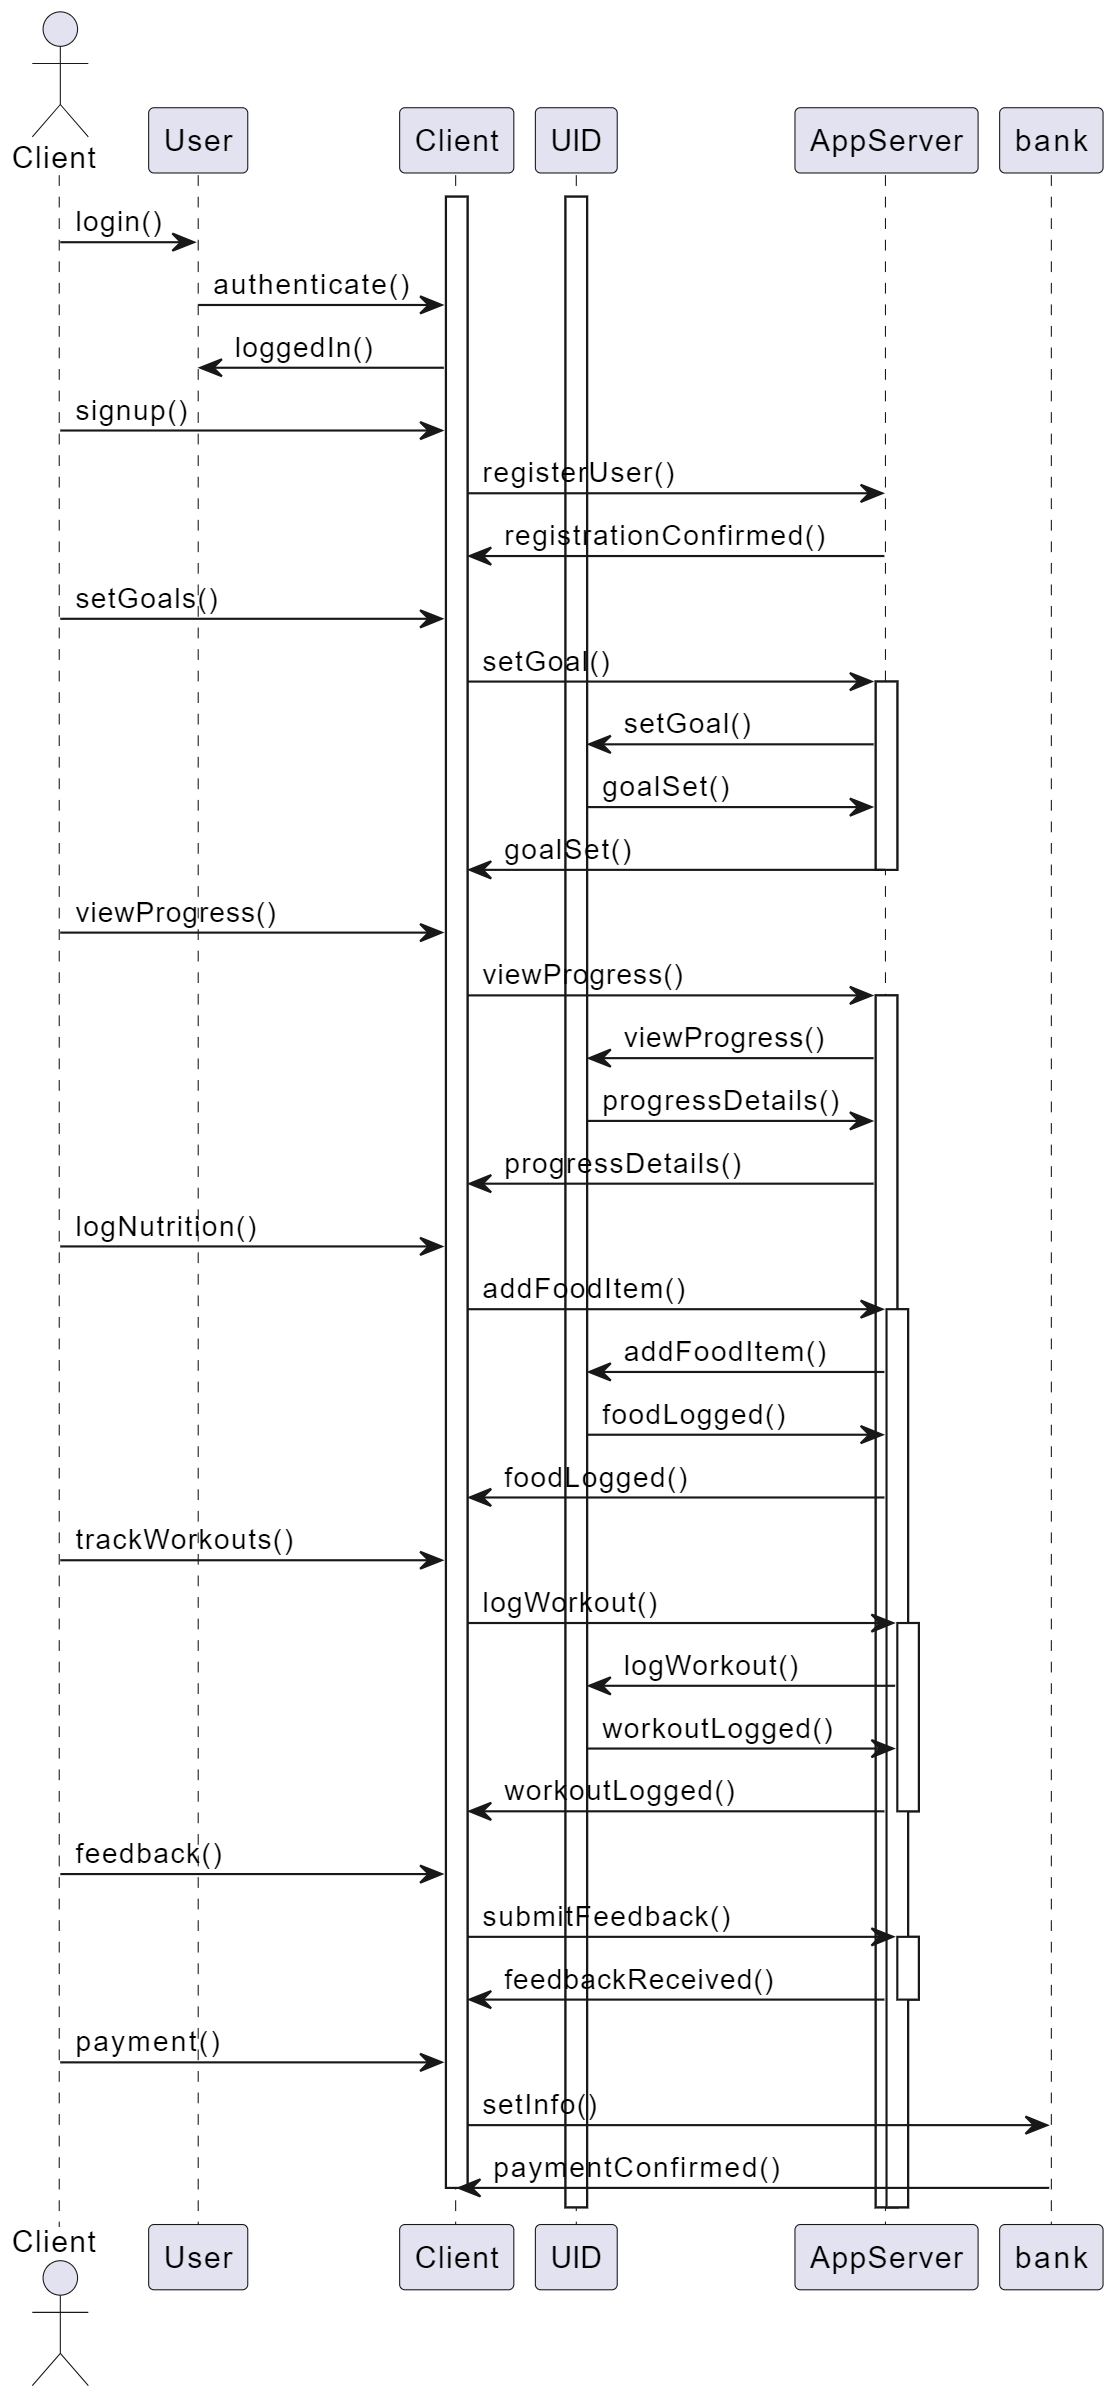 Client
User
Client
UID
AppServer
bank
login()
authenticate()
loggedIn()
signup()
registerUser()
registrationConfirmed()
setGoals()
setGoal()
setGoal()
goalSet()
goalSet()
viewProgress()
viewProgress()
viewProgress()
progressDetails()
progressDetails()
logNutrition()
addFoodItem()
addFoodItem()
foodLogged()
foodLogged()
trackWorkouts()
logWorkout()
logWorkout()
workoutLogged()
workoutLogged()
feedback()
submitFeedback()
feedbackReceived()
payment()
setInfo()
paymentConfirmed()
Client
User
Client
UID
AppServer
bank